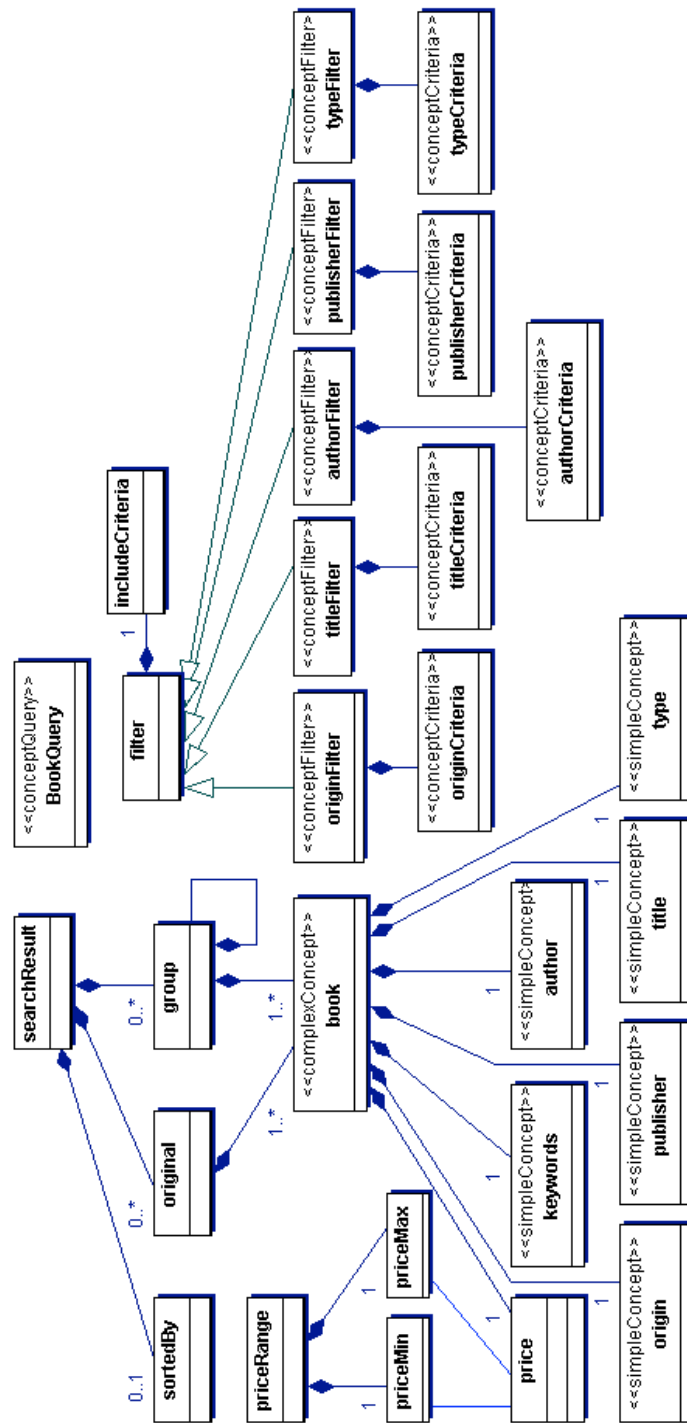 searchResult
<<conceptQuery>>
BookQuery
0..1
0..*
0..*
1
includeCriteria
sortedBy
original
group
filter
priceRange
1..*
1..*
<<complexConcept>>
book
<<conceptFilter>>
originFilter
<<conceptFilter>>
titleFilter
<<conceptFilter>
authorFilter
<<conceptFilter>>
publisherFilter
<<conceptFilter>
typeFilter
1
1
priceMin
priceMax
<<conceptCriteria>>
originCriteria
<<conceptCriteria>
titleCriteria
<<conceptCriteria>
publisherCriteria
<<conceptCriteria>>
typeCriteria
1
1
1
price
<<simpleConcept>>
keywords
<<simpleConcept>
author
<<conceptCriteria>>
authorCriteria
1
1
1
1
<<simpleConcept>>
origin
<<simpleConcept>>
publisher
<<simpleConcept>>
title
<<simpleConcept>>
type